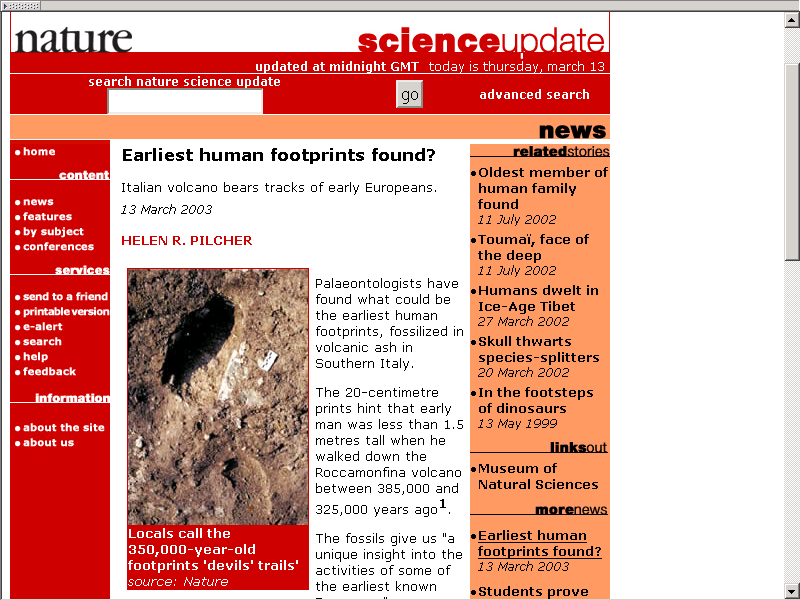 nature
scienceupdate
updated at midnight GMT today is thursday, march 13
search nature science update
go
advanced search
news
home
content
news
features
by subject
conferences
services
send to a friend
printable version
e-alert
search
help
feedback
information
about the site
about us
Earliest human footprints found?
Italian volcano bears tracks of early Europeans.
13 March 2003
HELEN R. PILCHER
Locals call the
350,000-year-old
footprints 'devils' trails'
source: Nature
Palaeontologists have
found what could be
the earliest human
footprints, fossilized in
volcanic ash in
Southern Italy.
The 20-centimetre
prints hint that early
man was less than 1.5
metres tall when he
walked down the
Roccamonfina volcano
between 385,000 and
325,000 years ago1.
The fossils give us "a
unique insight into the
activities of some of
the earliest known
relatedstories
Oldest member of
human family
found
11 July 2002
Toumaï, face of
the deep
11 July 2002
Humans dwelt in
Ice-Age Tibet
27 March 2002
Skull thwarts
species-splitters
20 March 2002
In the footsteps
of dinosaurs
13 May 1999
linksout
Museum of
Natural Sciences
morenews
Earliest human
footprints found?
13 March 2003
Students prove